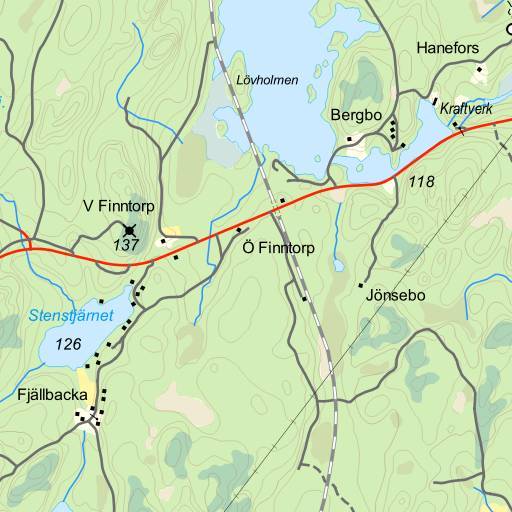 Hanefors
Lövholmen
Kraftverk
Bergbo
118
V Finntorp
137
Ö Finntorp
Jönsebo
Stenstjärnet
126
Fjällbacka